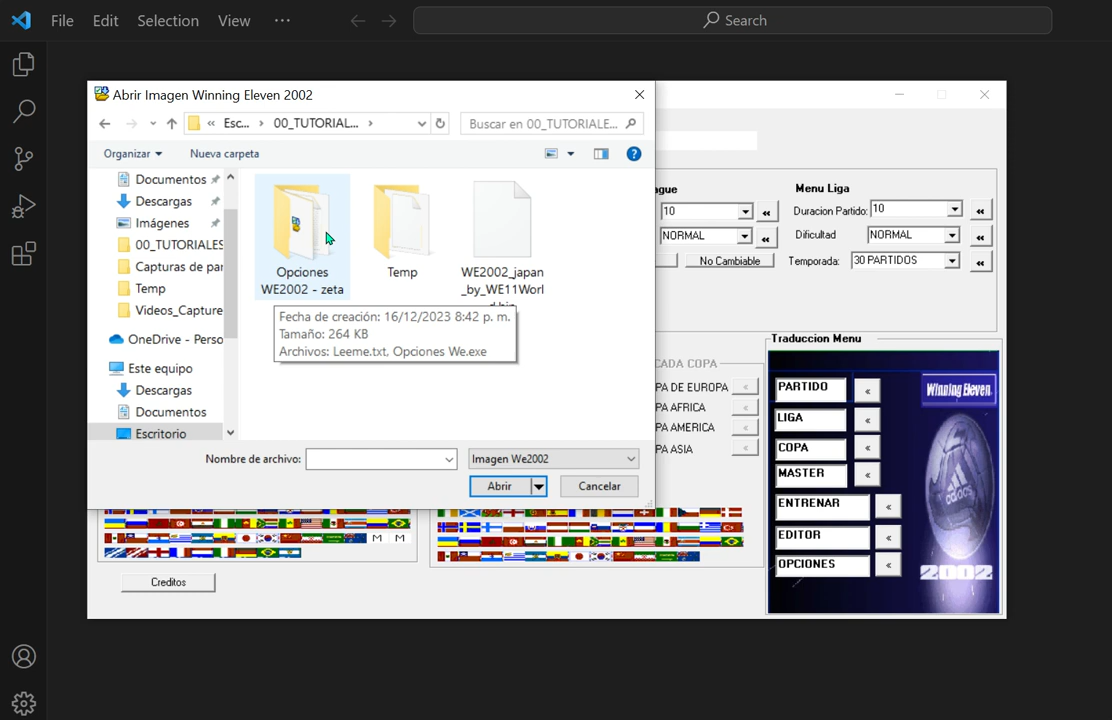 File Edit Selection View ··· Search
Abrir Imagen Winning Eleven 2002
« Esc... › 00_TUTORIAL... › Buscar en 00_TUTORIALE...
Organizar Nueva carpeta
Documentos
Descargas
Imágenes
00_TUTORIALES
Capturas de par
Temp
Videos_Capture
OneDrive - Perso
Este equipo
Descargas
Documentos
Escritorio
Opciones
WE2002 - zeta
Temp
WE2002_japan
_by_WE11Worl
Fecha de creación: 16/12/2023 8:42 p. m.
Tamaño: 264 KB
Archivos: Leeme.txt, Opciones We.exe
Nombre de archivo: Imagen We2002
Abrir Cancelar
ague
10 «
NORMAL «
No Cambiable
Menu Liga
Duracion Partido: 10 «
Dificultad NORMAL «
Temporada: 30 PARTIDOS «
CADA COPA
PA DE EUROPA «
PA AFRICA «
PA AMERICA «
PA ASIA «
Traduccion Menu
PARTIDO «
LIGA «
COPA «
MASTER «
ENTRENAR «
EDITOR «
OPCIONES «
Winning Eleven
adidas
2002
M M
Creditos